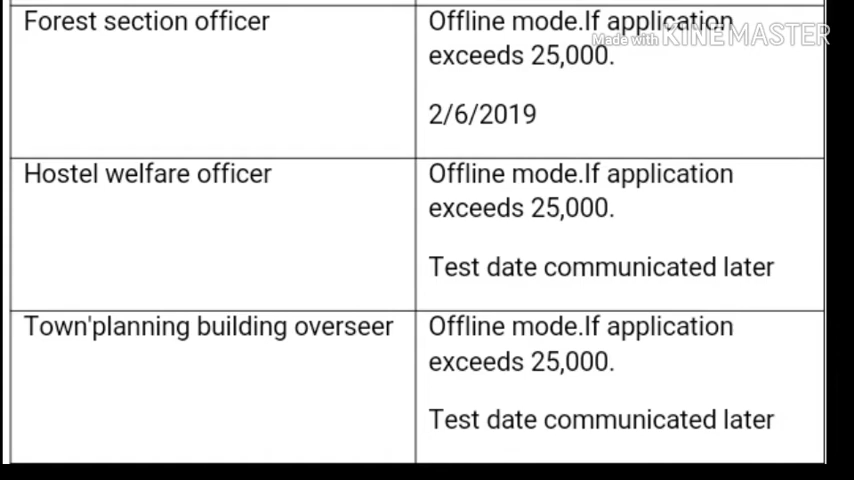 Forest section officer
Offline mode.If application
exceeds 25,000.
2/6/2019
Made with KINEMASTER
Hostel welfare officer
Offline mode.If application
exceeds 25,000.
Test date communicated later
Town'planning building overseer
Offline mode.If application
exceeds 25,000.
Test date communicated later